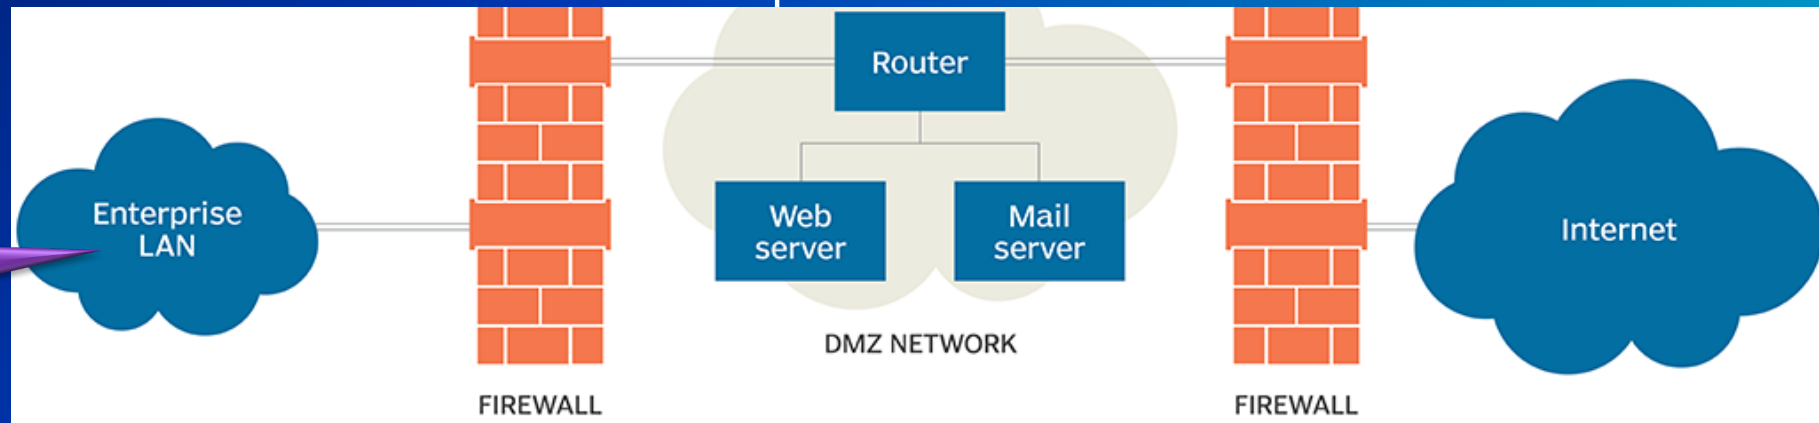 Router
Enterprise
LAN
Web
server
Mail
server
Internet
DMZ NETWORK
FIREWALL
FIREWALL